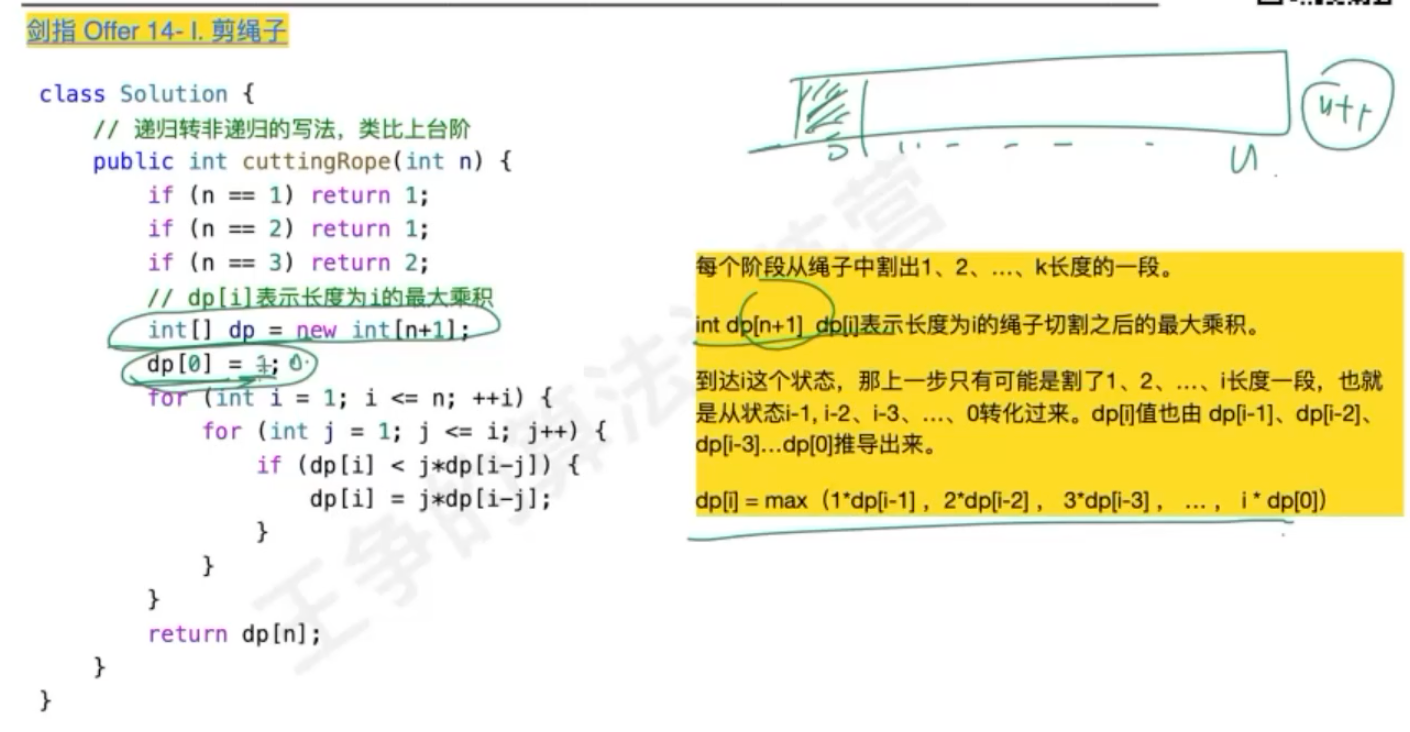 剑指 Offer 14- I. 剪绳子
class Solution {
// 递归转非递归的写法，类比上台阶
public int cuttingRope(int n) {
if (n == 1) return 1;
if (n == 2) return 1;
if (n == 3) return 2;
// dp[i]表示长度为i的最大乘积
int[] dp = new int[n+1];
dp[0] = 1; 0
for (int i = 1; i <= n; ++i) {
for (int j = 1; j <= i; j++) {
if (dp[i] < j*dp[i-j]) {
dp[i] = j*dp[i-j];
}
}
}
return dp[n];
}
}
n+1
0
n
每个阶段从绳子中割出1、2、…、k长度的一段。
int dp[n+1] dp[i]表示长度为i的绳子切割之后的最大乘积。
到达i这个状态，那上一步只有可能是割了1、2、…、i长度一段，也就
是从状态i-1, i-2、i-3、…、0转化过来。dp[i]值也由 dp[i-1]、dp[i-2]、
dp[i-3]…dp[0]推导出来。
dp[i] = max（1*dp[i-1] ，2*dp[i-2] ， 3*dp[i-3] ， … ， i * dp[0]）
王争的算法训练营